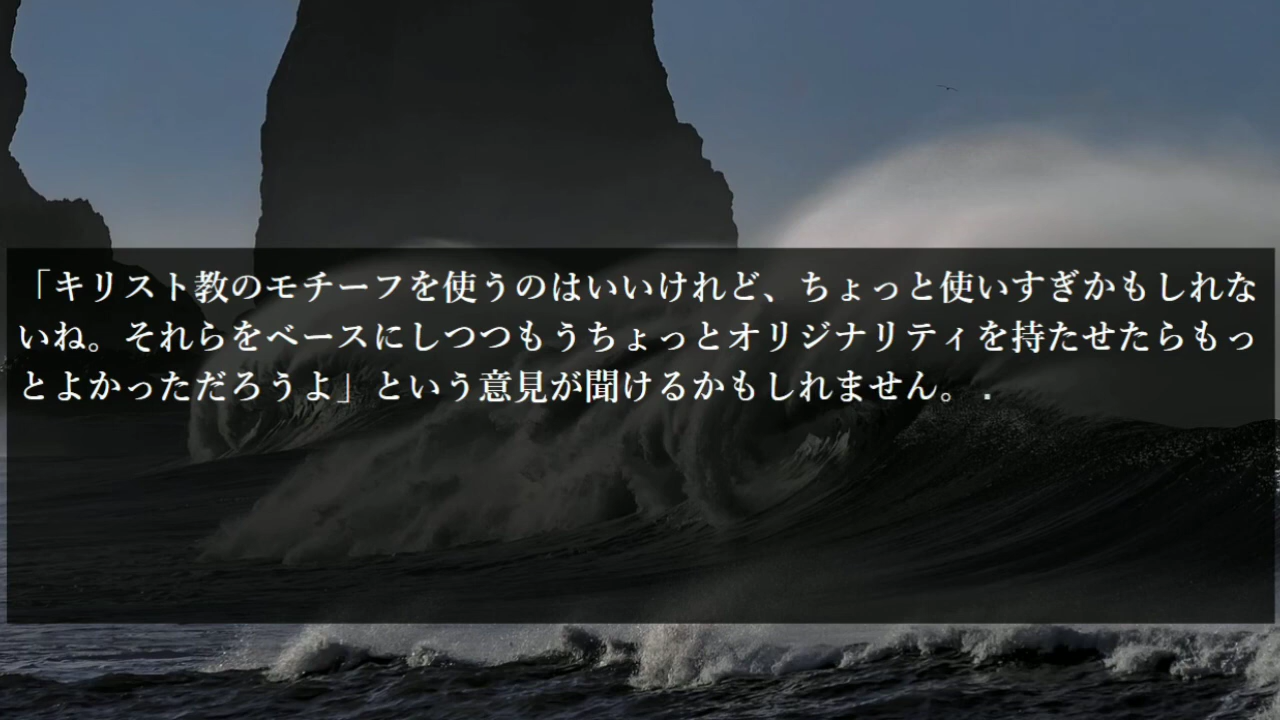 「キリスト教のモチーフを使うのはいいけれど、ちょっと使いすぎかもしれな
いね。それらをベースにしつつもうちょっとオリジナリティを持たせたらもっ
とよかっただろうよ」という意見が聞けるかもしれません。 .